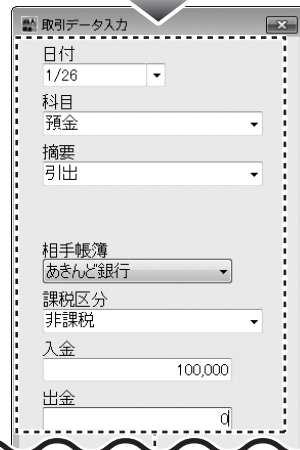 取引データ入力
日付
1/26
科目
預金
摘要
引出
相手帳簿
あきんど銀行
課税区分
非課税
入金
100,000
出金
0